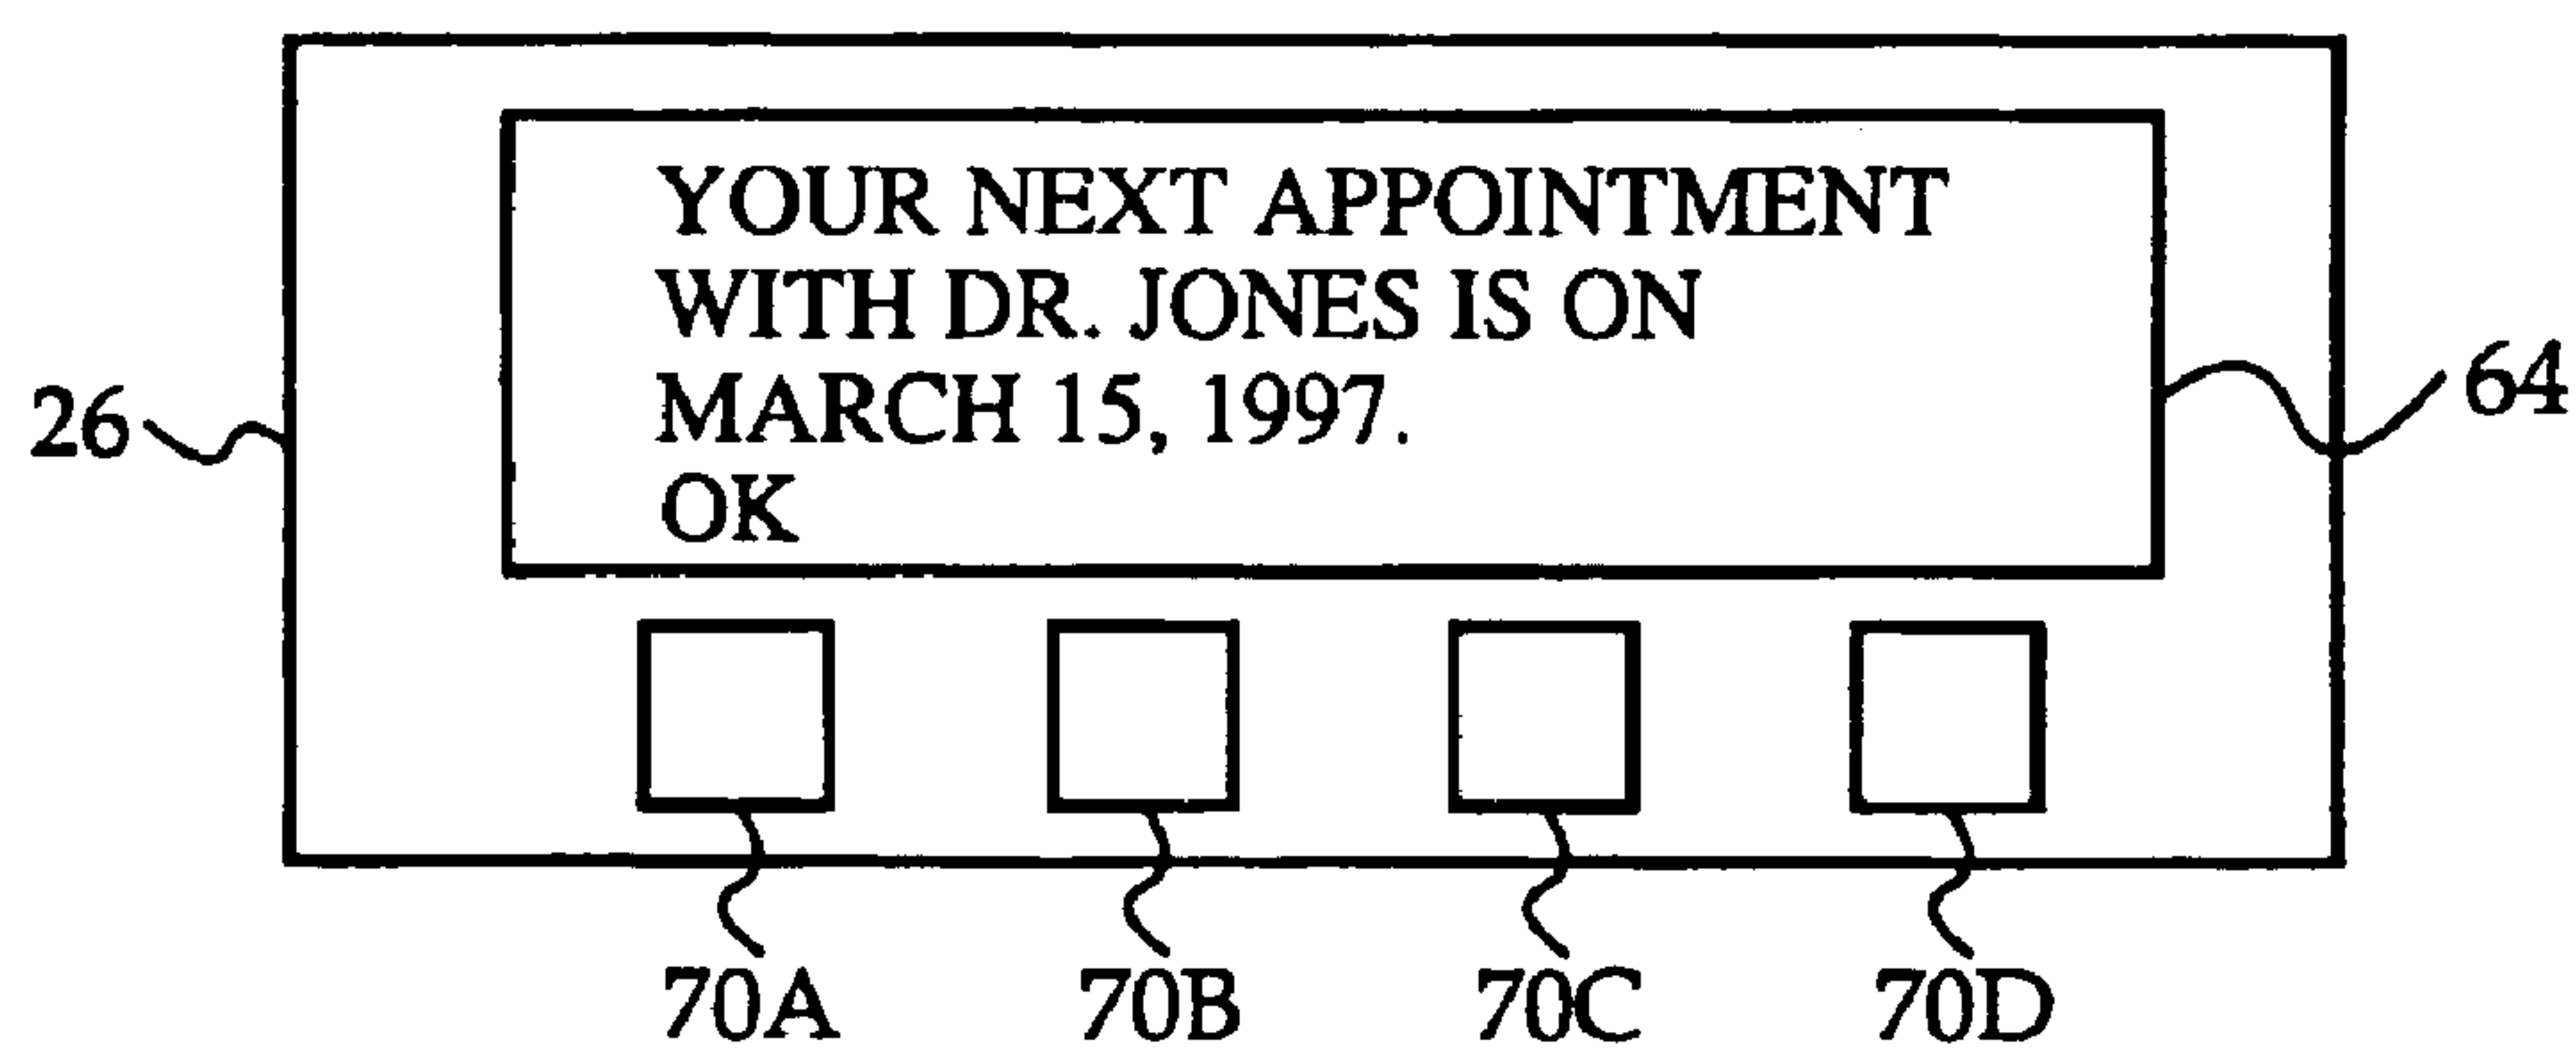 YOUR NEXT APPOINTMENT
WITH DR. JONES IS ON
MARCH 15, 1997.
OK
26
64
70A
70B
70C
70D